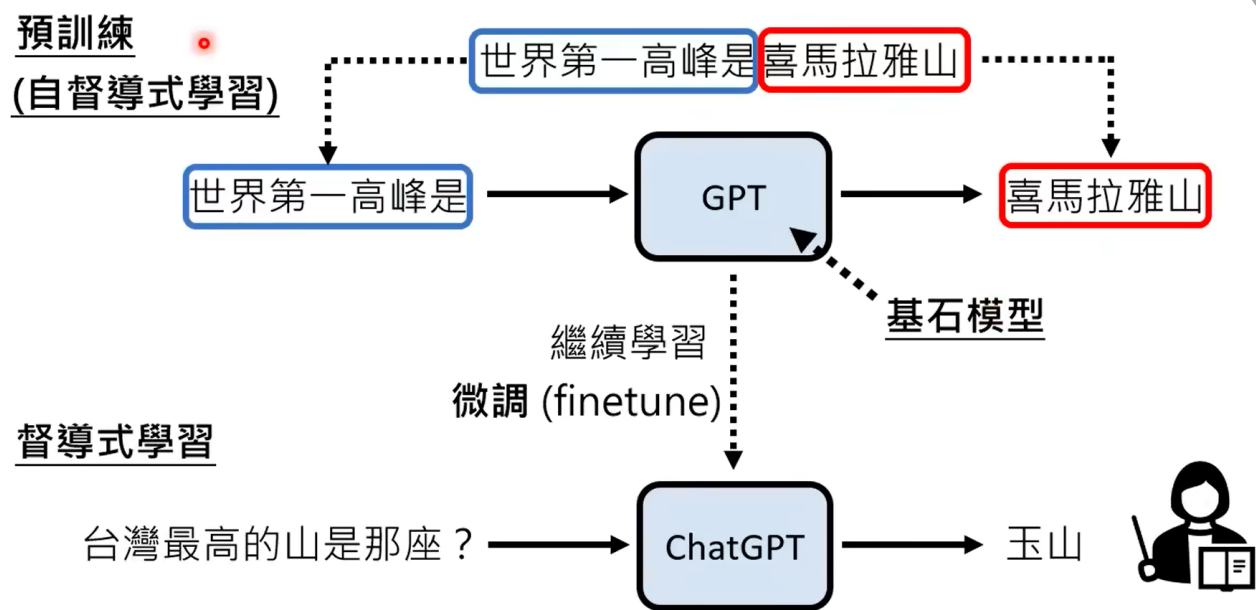 預訓練
(自督導式學習)
世界第一高峰是喜馬拉雅山
世界第一高峰是
GPT
喜馬拉雅山
基石模型
繼續學習
微調 (finetune)
督導式學習
台灣最高的山是那座？
ChatGPT
玉山